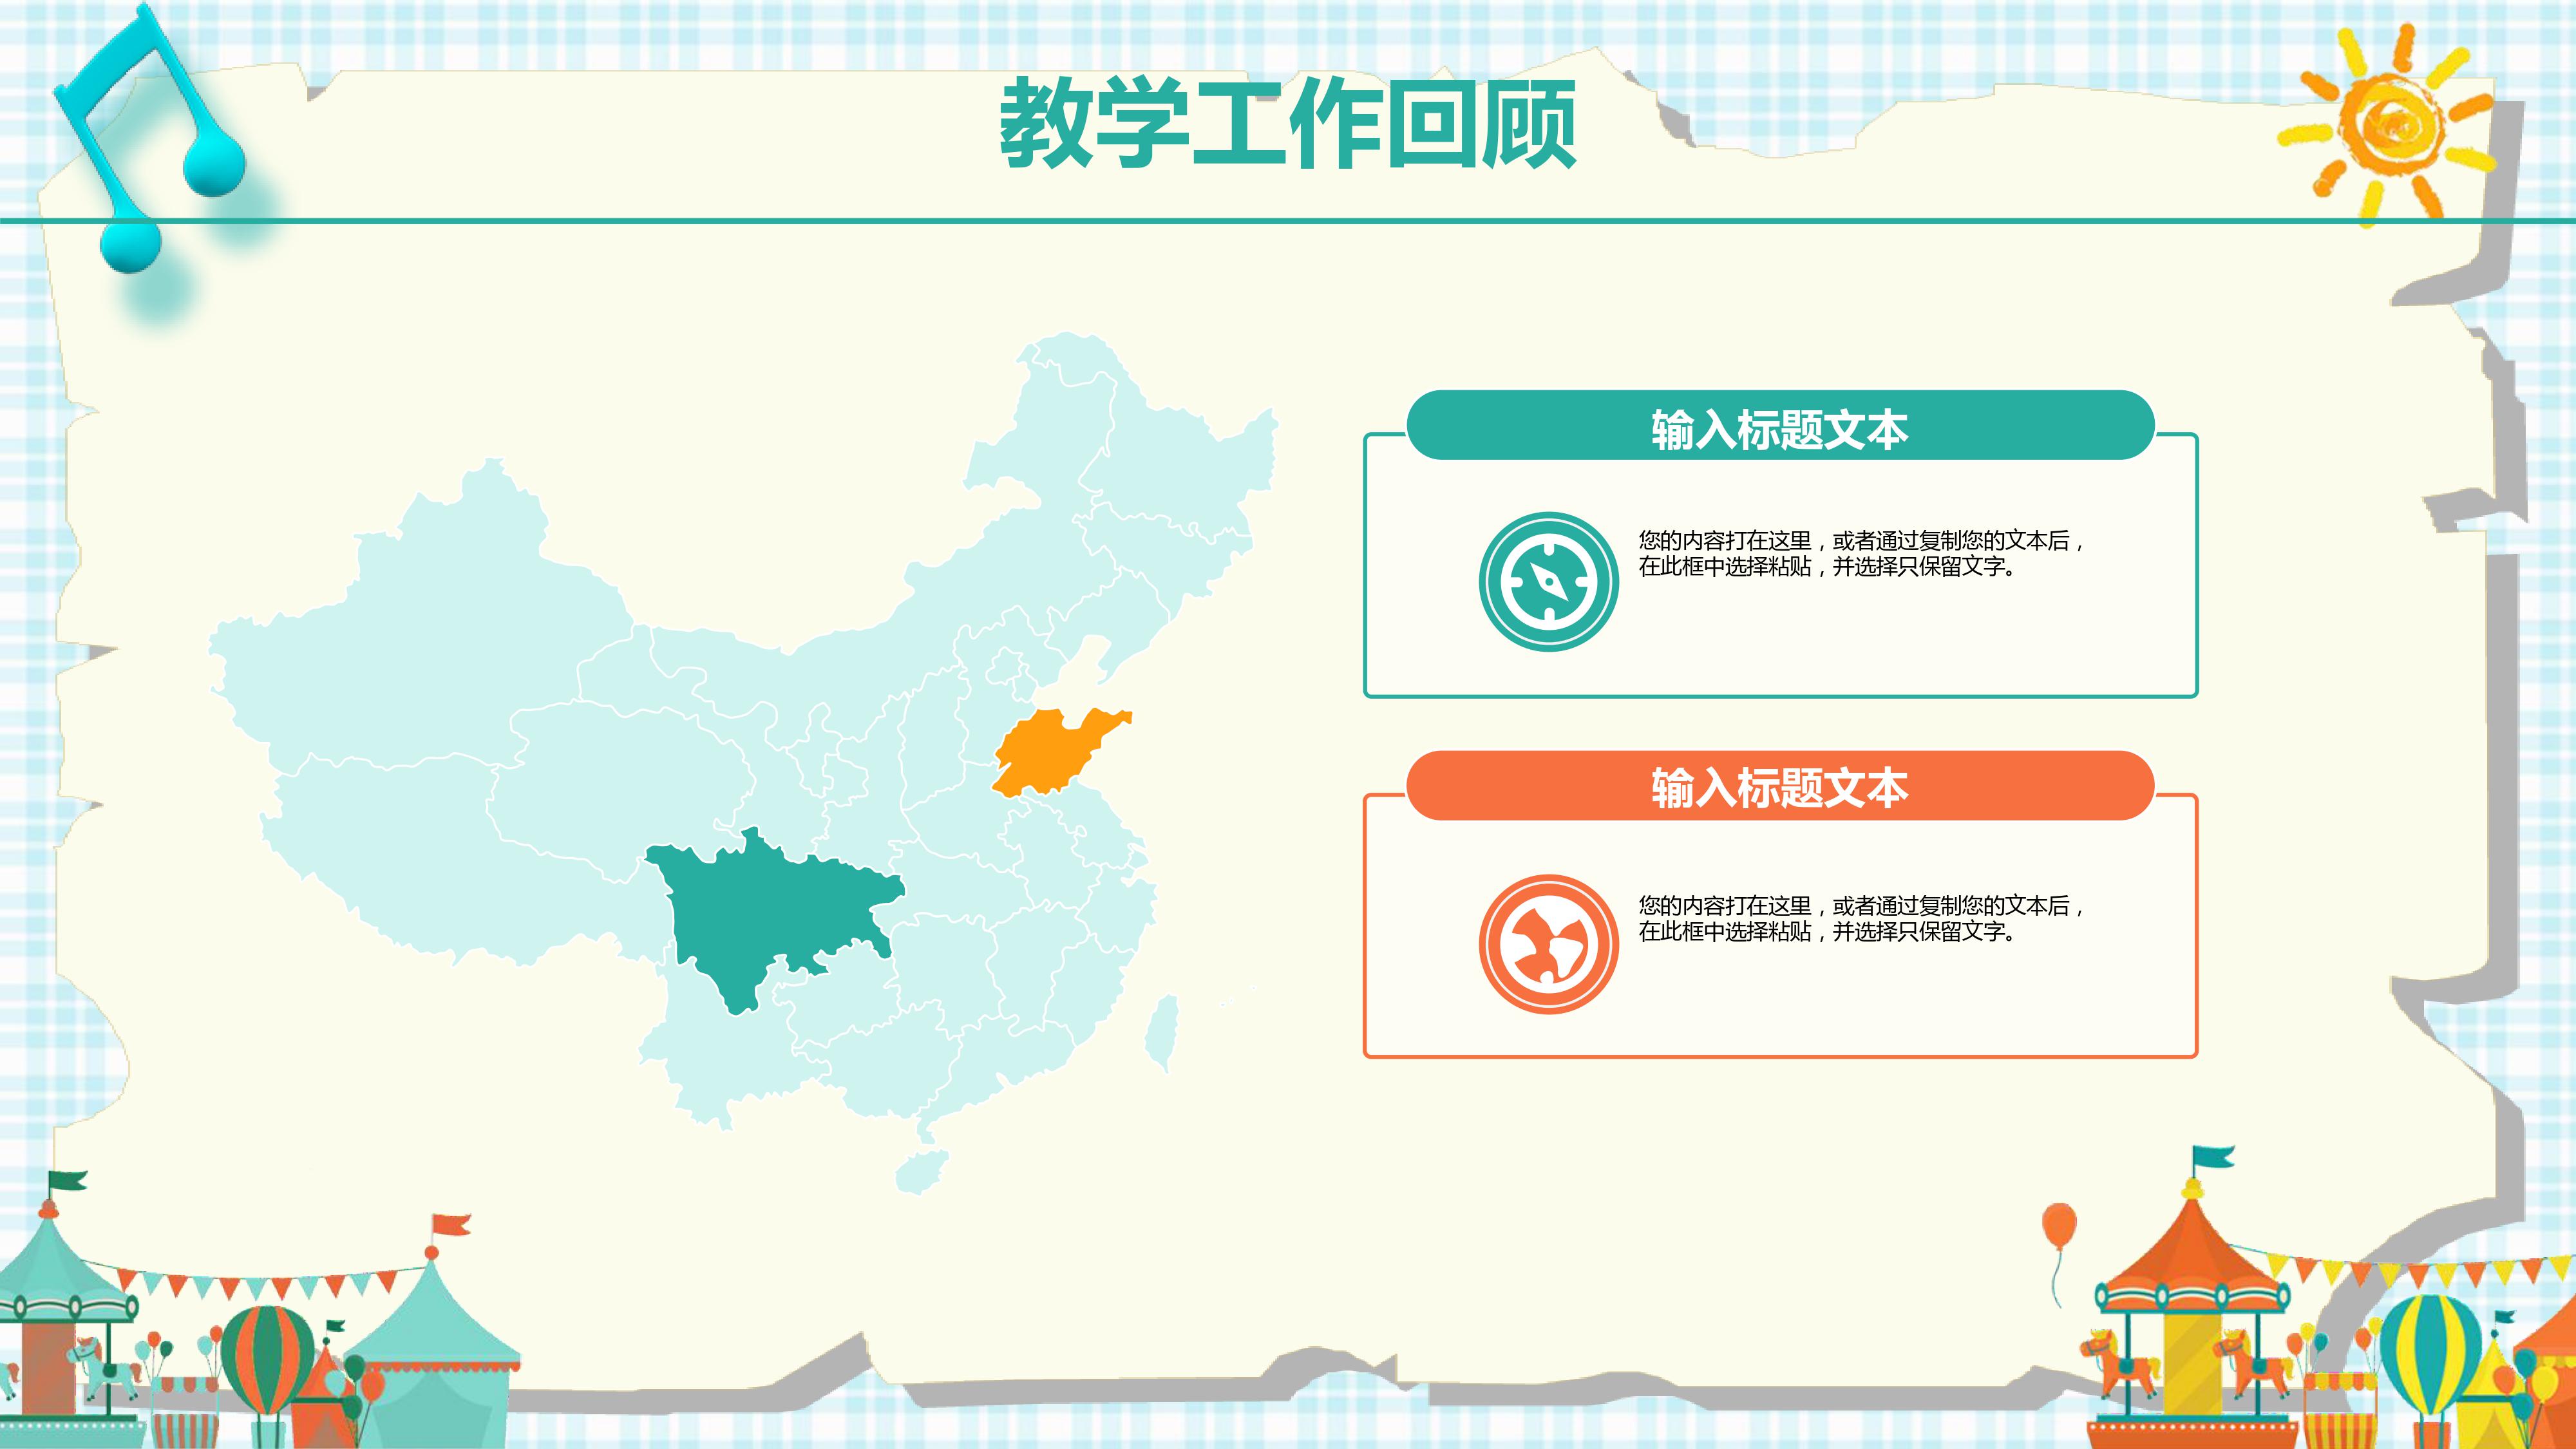 教学工作回顾
输入标题文本
您的内容打在这里，或者通过复制您的文本后，
在此框中选择粘贴，并选择只保留文字。
输入标题文本
您的内容打在这里，或者通过复制您的文本后，
在此框中选择粘贴，并选择只保留文字。